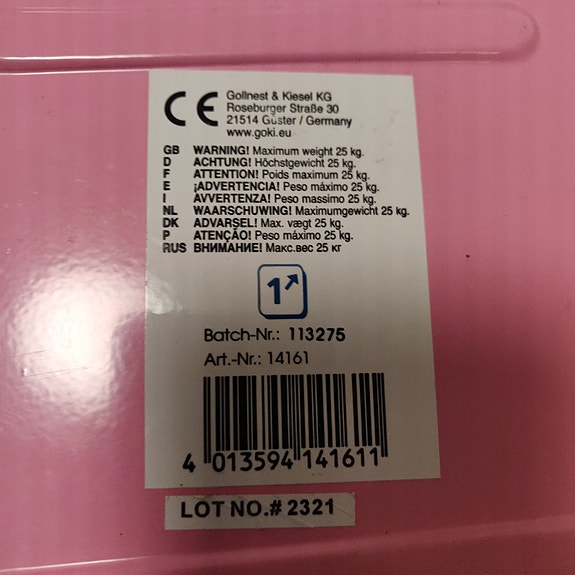 CE
Gollnest & Kiesel KG
Roseburger Straße 30
21514 Güster / Germany
www.goki.eu
GB WARNING! Maximum weight 25 kg.
D ACHTUNG! Höchstgewicht 25 kg.
F ATTENTION! Poids maximum 25 kg.
E ¡ADVERTENCIA! Peso máximo 25 kg.
I AVVERTENZA! Peso massimo 25 kg.
NL WAARSCHUWING! Maximumgewicht 25 kg.
DK ADVARSEL! Max. vægt 25 kg.
P ATENÇÃO! Peso máximo 25 kg.
RUS ВНИМАНИЕ! Макс.вес 25 кг
1
Batch-Nr.: 113275
Art.-Nr.: 14161
4 013594 141611
LOT NO.# 2321